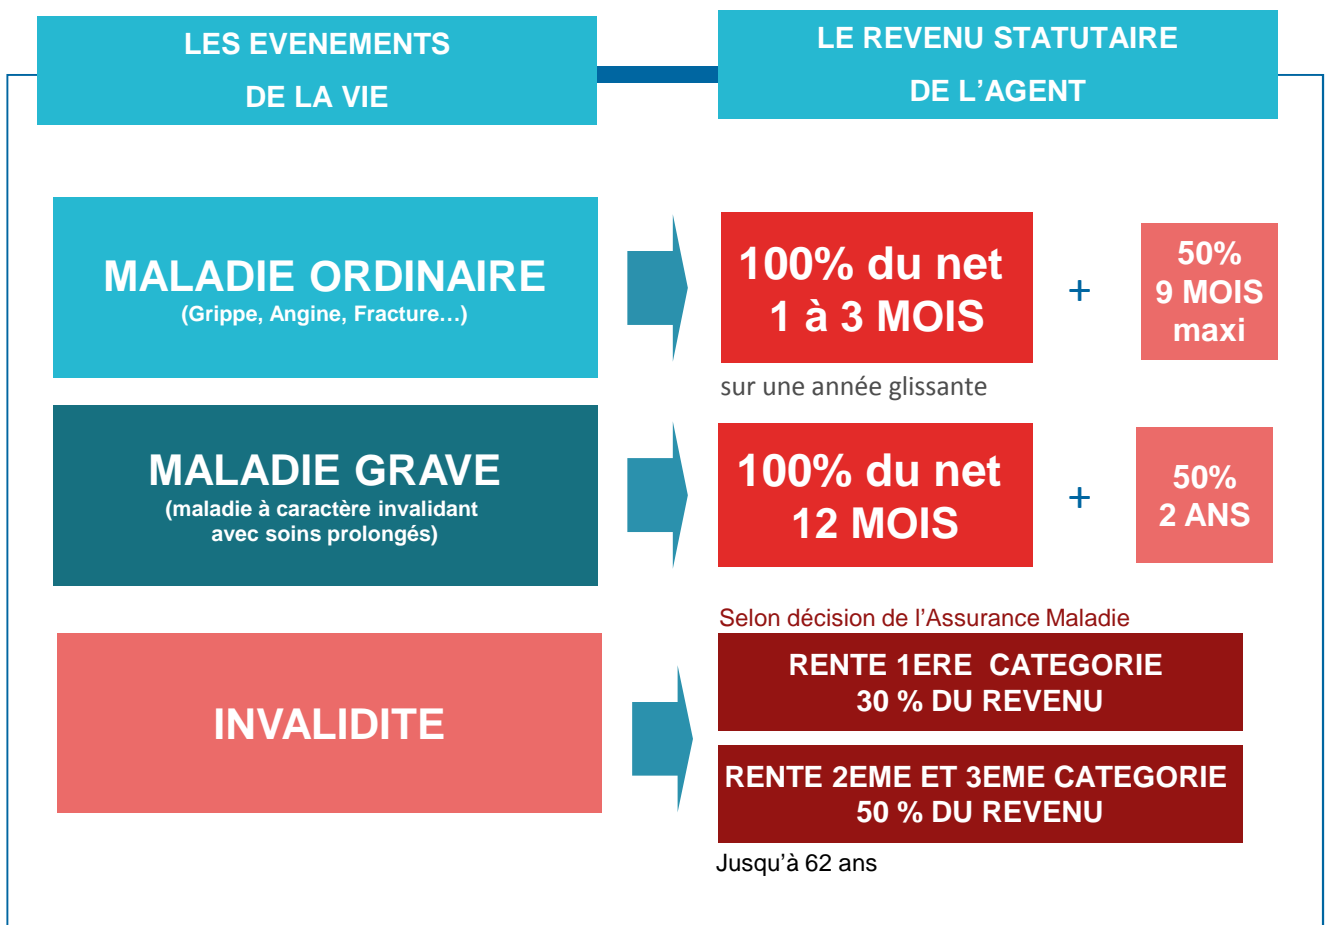 LES EVENEMENTS
DE LA VIE
LE REVENU STATUTAIRE
DE L'AGENT
MALADIE ORDINAIRE
(Grippe, Angine, Fracture…)
100% du net
1 à 3 MOIS
+
50%
9 MOIS
maxi
sur une année glissante
MALADIE GRAVE
(maladie à caractère invalidant
avec soins prolongés)
100% du net
12 MOIS
+
50%
2 ANS
INVALIDITE
Selon décision de l'Assurance Maladie
RENTE 1ERE CATEGORIE
30 % DU REVENU
RENTE 2EME ET 3EME CATEGORIE
50 % DU REVENU
Jusqu'à 62 ans